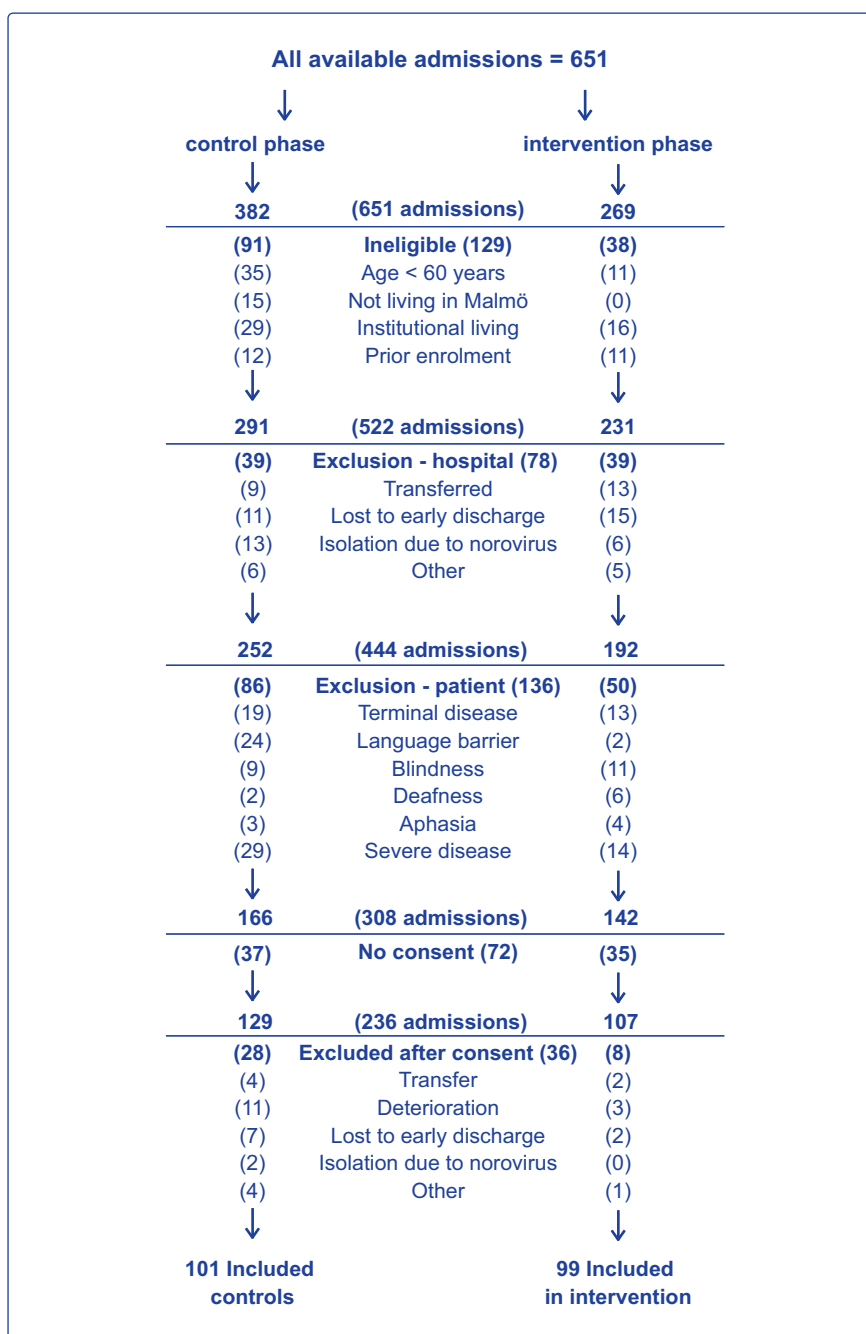 All available admissions = 651
control phase intervention phase
382 (651 admissions) 269
(91) Ineligible (129) (38)
(35) Age < 60 years (11)
(15) Not living in Malmö (0)
(29) Institutional living (16)
(12) Prior enrolment (11)
291 (522 admissions) 231
(39) Exclusion - hospital (78) (39)
(9) Transferred (13)
(11) Lost to early discharge (15)
(13) Isolation due to norovirus (6)
(6) Other (5)
252 (444 admissions) 192
(86) Exclusion - patient (136) (50)
(19) Terminal disease (13)
(24) Language barrier (2)
(9) Blindness (11)
(2) Deafness (6)
(3) Aphasia (4)
(29) Severe disease (14)
166 (308 admissions) 142
(37) No consent (72) (35)
129 (236 admissions) 107
(28) Excluded after consent (36) (8)
(4) Transfer (2)
(11) Deterioration (3)
(7) Lost to early discharge (2)
(2) Isolation due to norovirus (0)
(4) Other (1)
101 Included 99 Included
controls in intervention